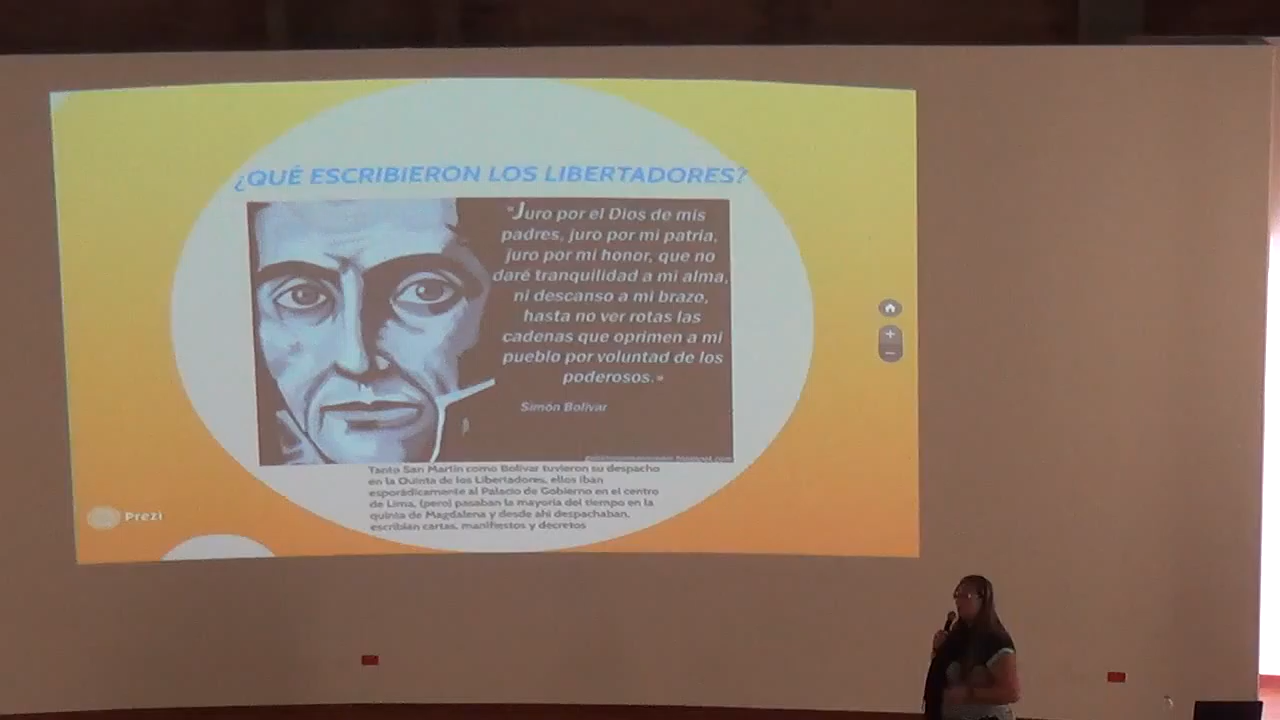 ¿QUÉ ESCRIBIERON LOS LIBERTADORES?
"Juro por el Dios de mis
padres, juro por mi patria,
juro por mi honor, que no
daré tranquilidad a mi alma,
ni descanso a mi brazo,
hasta no ver rotas las
cadenas que oprimen a mi
pueblo por voluntad de los
poderosos.»
Simón Bolívar
Tanto San Martín como Bolívar tuvieron su despacho
en la Quinta de los Libertadores, ellos iban
esporádicamente al Palacio de Gobierno en el centro
de Lima, (pero) pasaban la mayoría del tiempo en la
quinta de Magdalena y desde ahí despachaban,
escribían cartas, manifiestos y decretos
Prezi